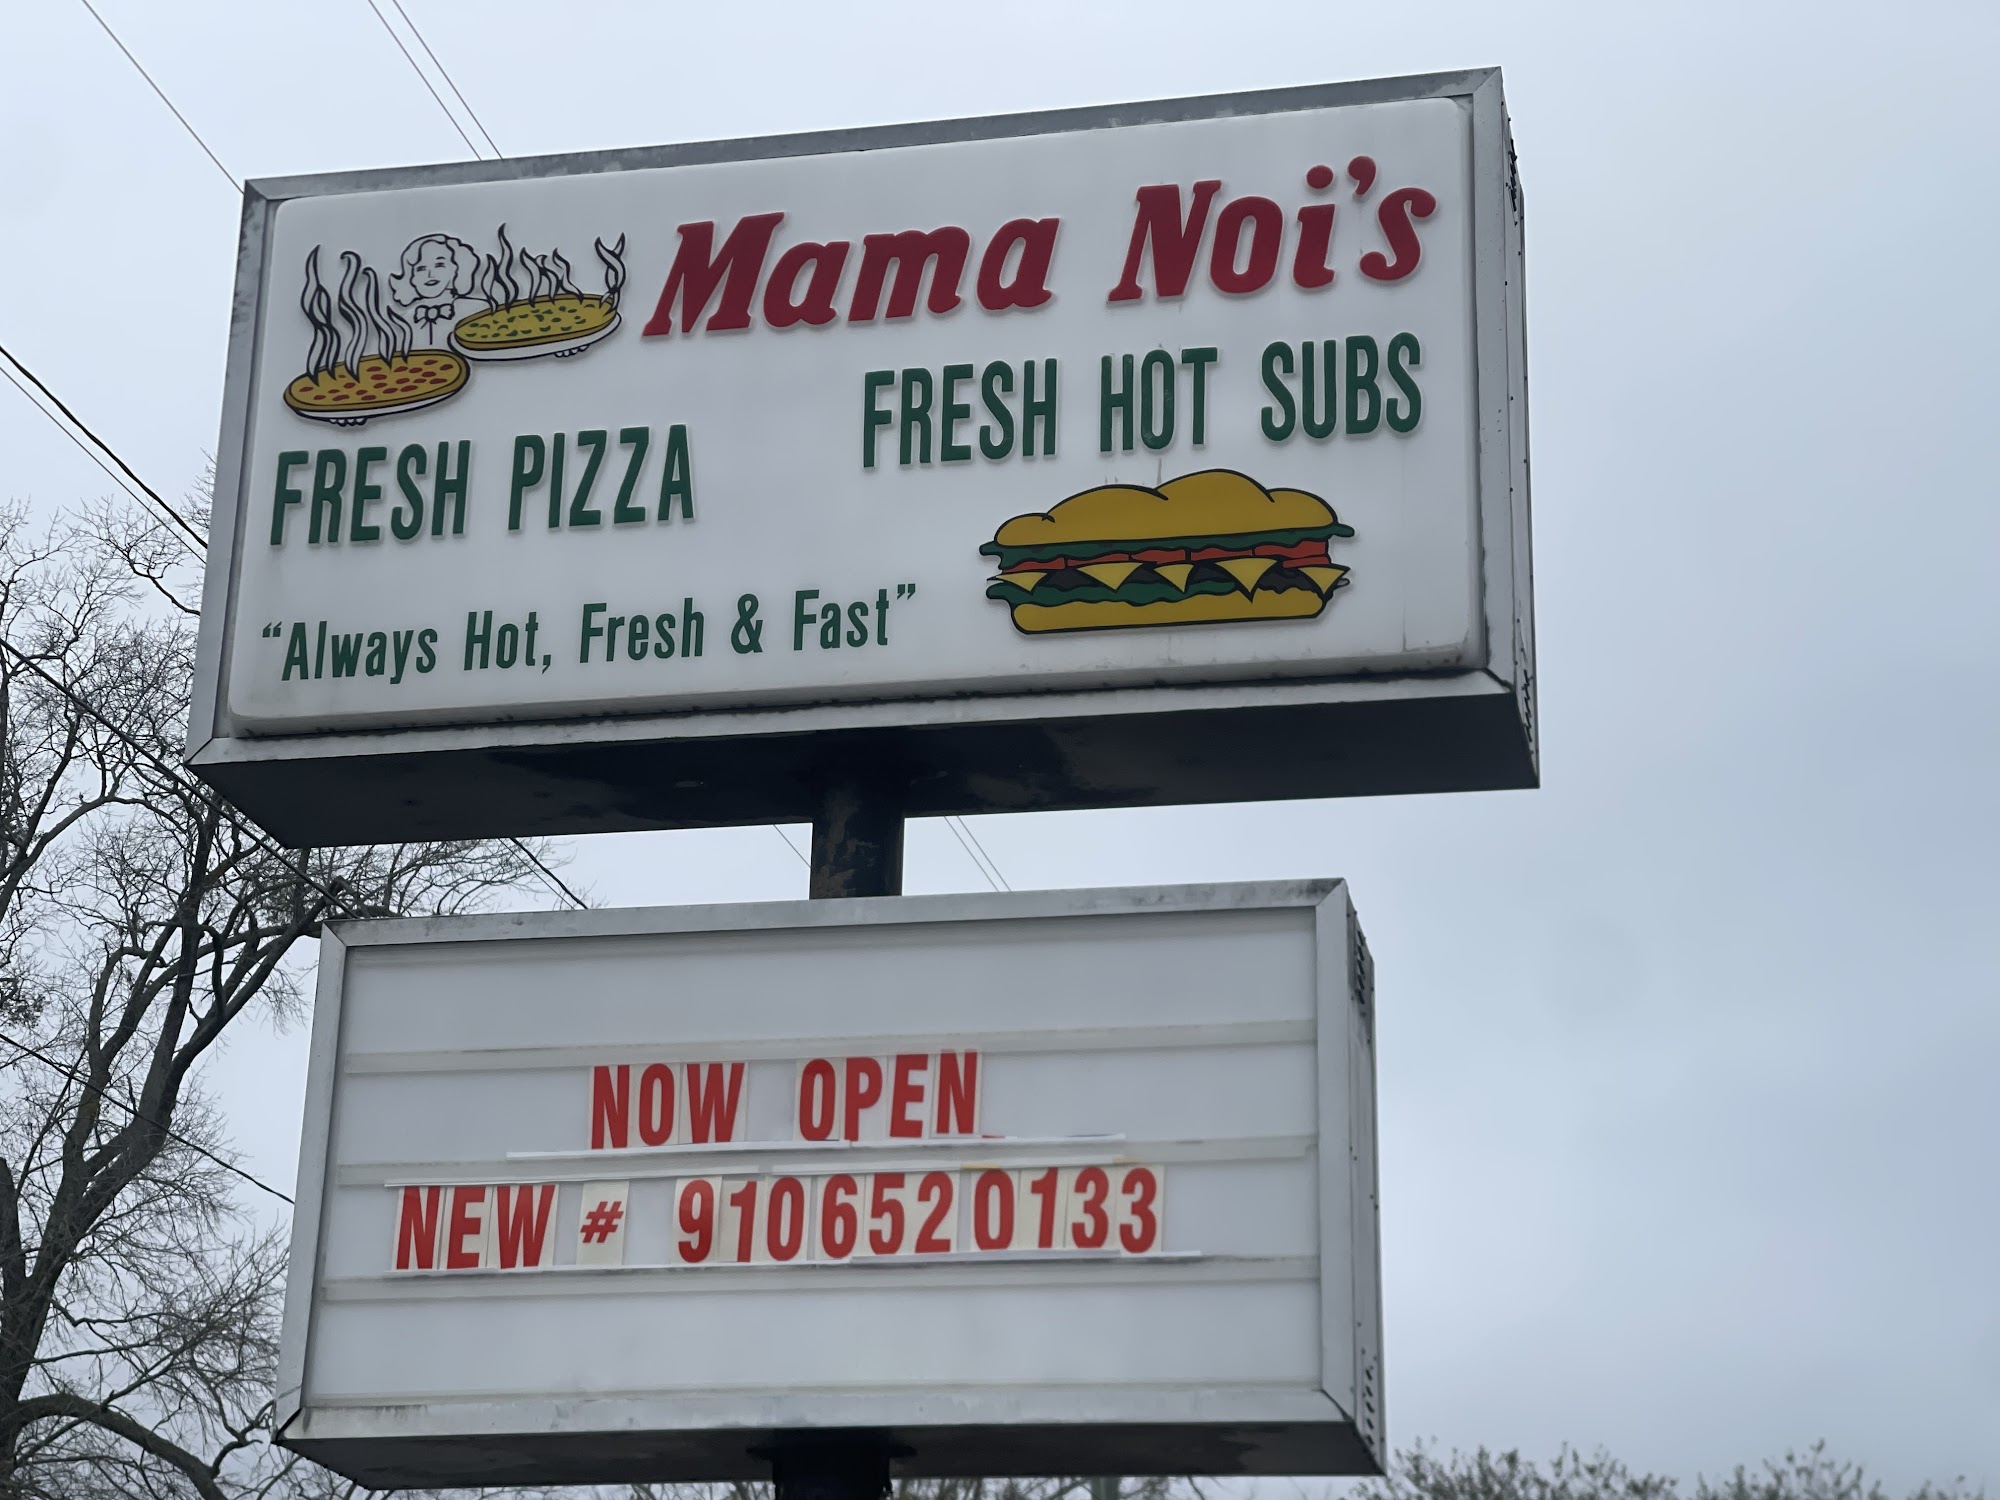 Mama Noi's
FRESH HOT SUBS
FRESH PIZZA
“Always Hot, Fresh & Fast”
NOW OPEN
NEW # 9106520133